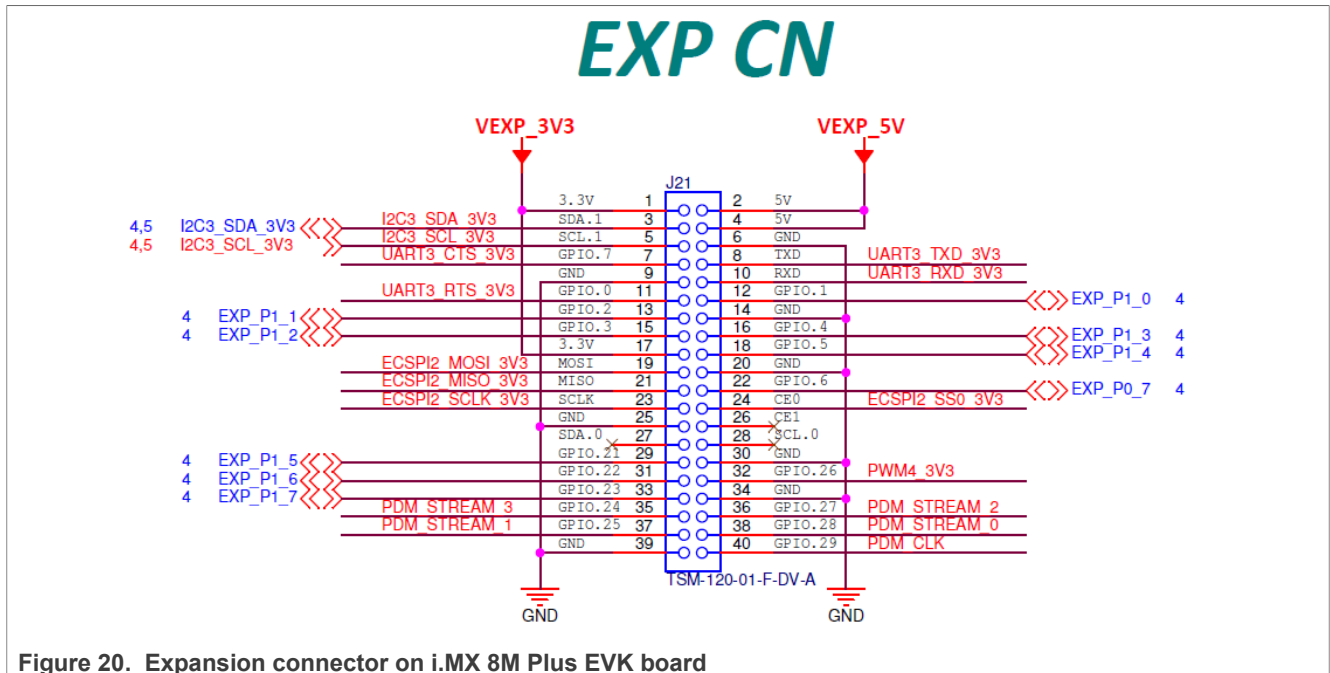 EXP CN
VEXP_3V3 VEXP_5V
J21
3.3V 1 2 5V
4,5 I2C3_SDA_3V3 I2C3_SDA_3V3 SDA.1 3 4 5V
4,5 I2C3_SCL_3V3 I2C3_SCL_3V3 SCL.1 5 6 GND
UART3_CTS_3V3 GPIO.7 7 8 TXD UART3_TXD_3V3
GND 9 10 RXD UART3_RXD_3V3
UART3_RTS_3V3 GPIO.0 11 12 GPIO.1 EXP_P1_0 4
4 EXP_P1_1 GPIO.2 13 14 GND
4 EXP_P1_2 GPIO.3 15 16 GPIO.4 EXP_P1_3 4
3.3V 17 18 GPIO.5 EXP_P1_4 4
ECSPI2_MOSI_3V3 MOSI 19 20 GND
ECSPI2_MISO_3V3 MISO 21 22 GPIO.6 EXP_P0_7 4
ECSPI2_SCLK_3V3 SCLK 23 24 CE0 ECSPI2_SS0_3V3
GND 25 26 CE1
SDA.0 27 28 SCL.0
4 EXP_P1_5 GPIO.21 29 30 GND
4 EXP_P1_6 GPIO.22 31 32 GPIO.26 PWM4_3V3
4 EXP_P1_7 GPIO.23 33 34 GND
PDM_STREAM_3 GPIO.24 35 36 GPIO.27 PDM_STREAM_2
PDM_STREAM_1 GPIO.25 37 38 GPIO.28 PDM_STREAM_0
GND 39 40 GPIO.29 PDM_CLK
TSM-120-01-F-DV-A
GND GND
Figure 20. Expansion connector on i.MX 8M Plus EVK board